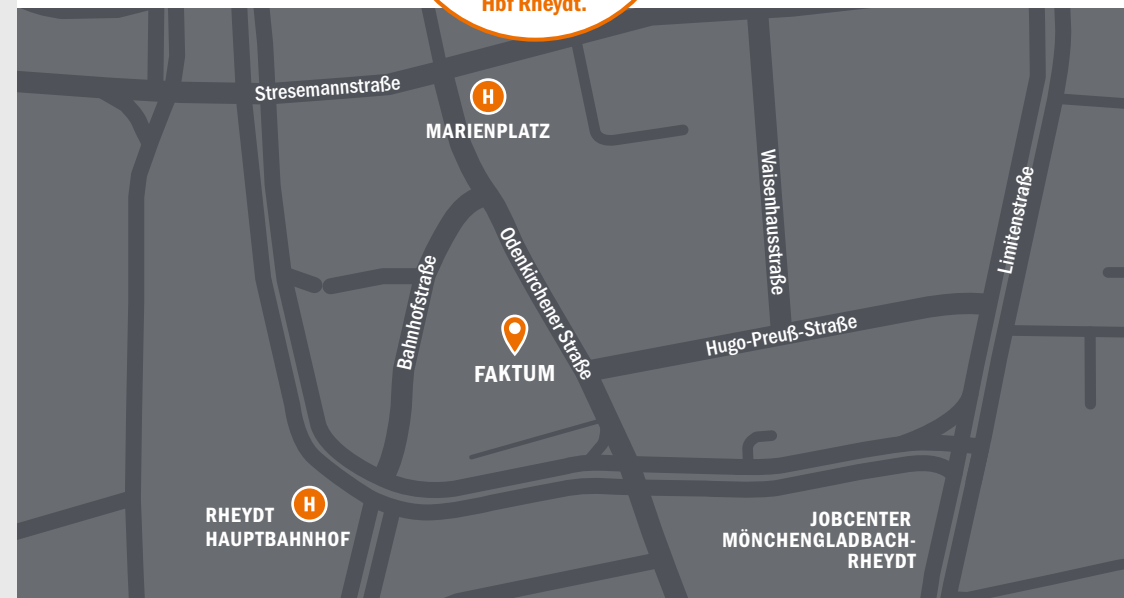 Hbf Rheydt.
Stresemannstraße
H
MARIENPLATZ
Waisenhausstraße
Limitenstraße
Odenkirchener Straße
Bahnhofstraße
Hugo-Preuß-Straße
FAKTUM
H
RHEYDT
HAUPTBAHNHOF
JOBCENTER
MÖNCHENGLADBACH-
RHEYDT